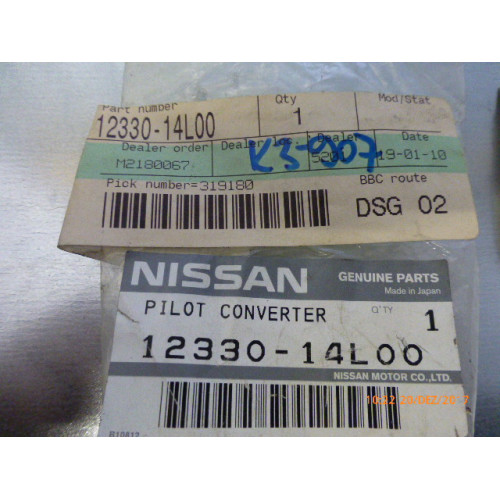 Part number Qty Mod/Stat
12330-14L00 1
Dealer order Dealer loc Dealer Date
M2180067 K3-907 19-01-10
Pick number=319180 BBC route
DSG 02
NISSAN GENUINE PARTS
Made in Japan
PILOT CONVERTER Q'TY 1
12330-14L00
NISSAN MOTOR CO.,LTD.